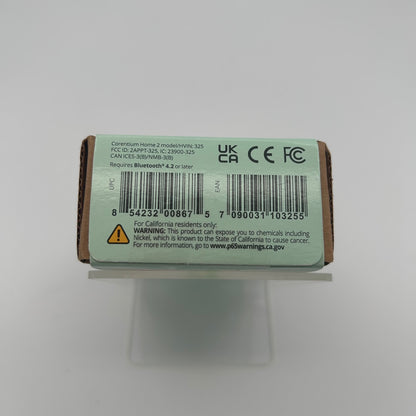 Corentium Home 2 model/HVIN: 325
FCC ID: 2APPT-325, IC: 23900-325
CAN ICES-3(B)/NMB-3(B)
Requires Bluetooth® 4.2 or later
UK
CA
CE
FC
UPC
8 54232 00867 5
EAN
7 090031 103255
For California residents only:
WARNING: This product can expose you to chemicals including
Nickel, which is known to the State of California to cause cancer.
For more information, go to www.p65warnings.ca.gov